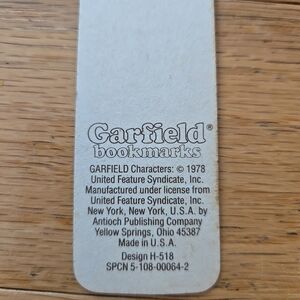 Garfield®
bookmarks
GARFIELD Characters: © 1978
United Feature Syndicate, Inc.
Manufactured under license from
United Feature Syndicate, Inc.
New York, New York, U.S.A. by
Antioch Publishing Company
Yellow Springs, Ohio 45387
Made in U.S.A.
Design H-518
SPCN 5-108-00064-2